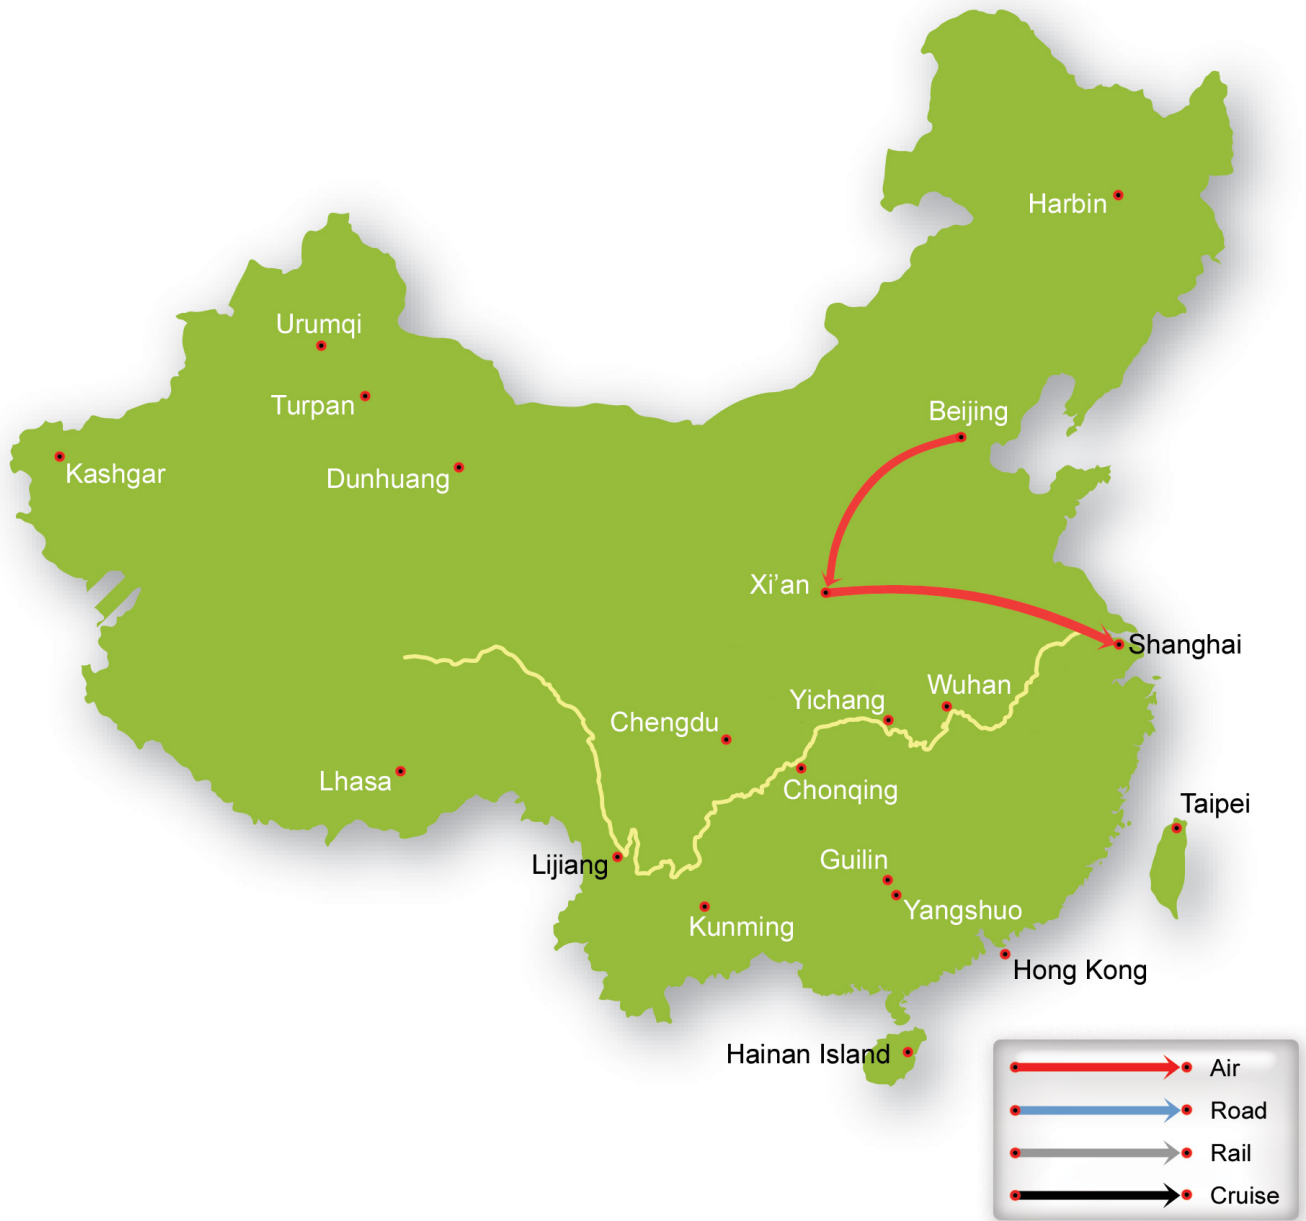 Harbin
Urumqi
Turpan
Beijing
Kashgar
Dunhuang
Xi'an
Shanghai
Wuhan
Yichang
Chengdu
Lhasa
Chonqing
Taipei
Lijiang
Guilin
Yangshuo
Kunming
Hong Kong
Hainan Island
Air
Road
Rail
Cruise